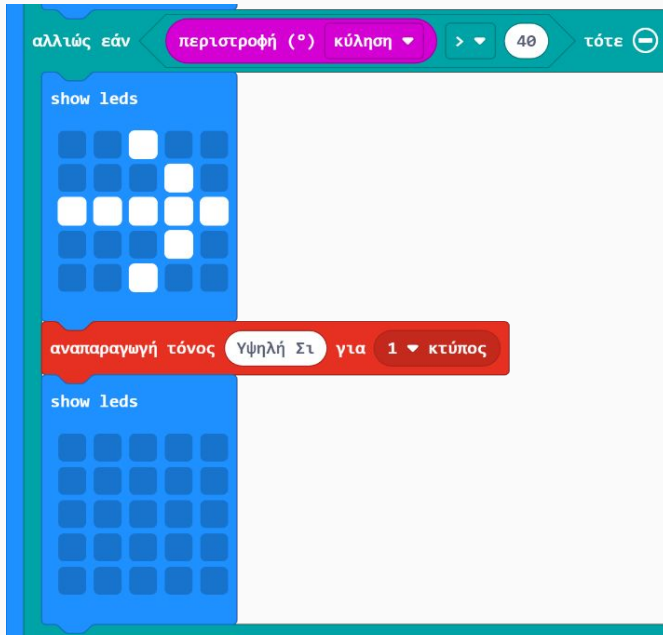 αλλιώς εάν περιστροφή (°) κύληση > 40 τότε
show leds
αναπαραγωγή τόνος Υψηλή Σι για 1 κτύπος
show leds